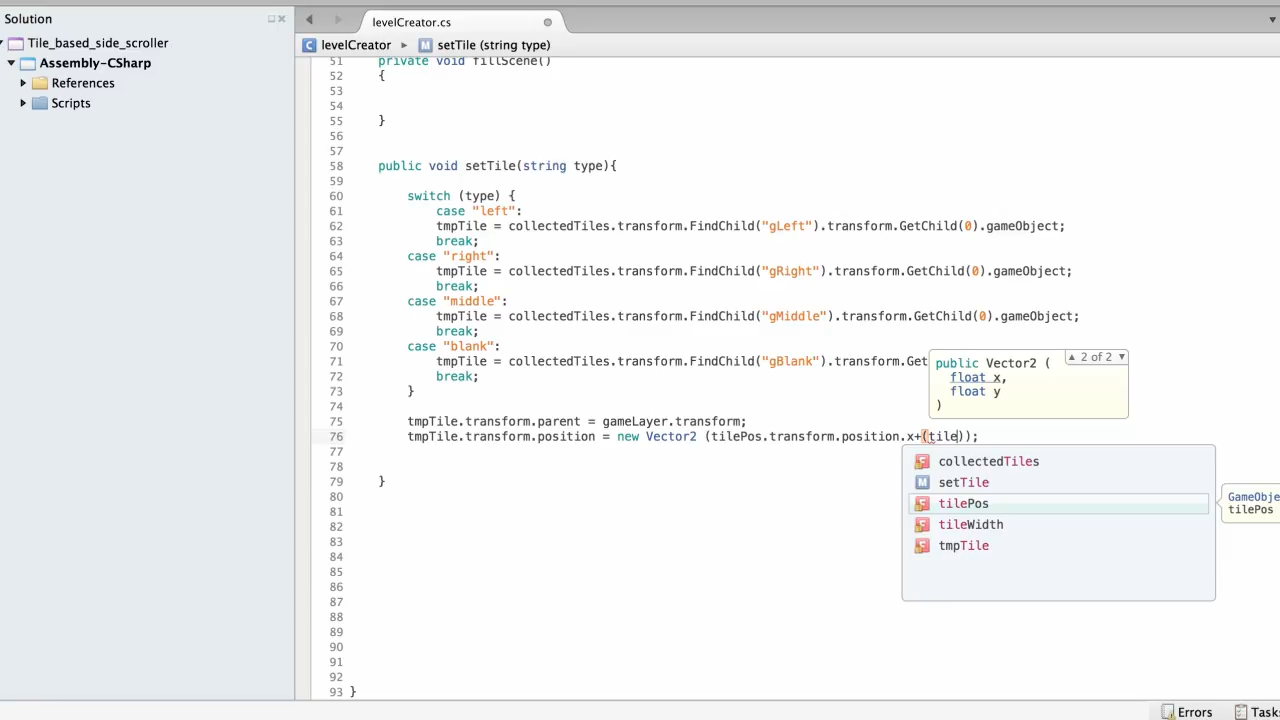 Solution
levelCreator.cs
Tile_based_side_scroller
C levelCreator ▸ M setTile (string type)
Assembly-CSharp
References
Scripts
51 private void fillScene()
52 {
53
54
55 }
56
57
58 public void setTile(string type){
59
60 switch (type) {
61 case "left":
62 tmpTile = collectedTiles.transform.FindChild("gLeft").transform.GetChild(0).gameObject;
63 break;
64 case "right":
65 tmpTile = collectedTiles.transform.FindChild("gRight").transform.GetChild(0).gameObject;
66 break;
67 case "middle":
68 tmpTile = collectedTiles.transform.FindChild("gMiddle").transform.GetChild(0).gameObject;
69 break;
70 case "blank":
71 tmpTile = collectedTiles.transform.FindChild("gBlank").transform.Get
72 break;
73 }
74
75 tmpTile.transform.parent = gameLayer.transform;
76 tmpTile.transform.position = new Vector2 (tilePos.transform.position.x+(tile));
77
78
79 }
80
81
82
83
84
85
86
87
88
89
90
91
92
93 }
▲ 2 of 2 ▼
public Vector2 (
float x,
float y
)
collectedTiles
M setTile
tilePos
tileWidth
tmpTile
GameObje
tilePos
Errors
Task